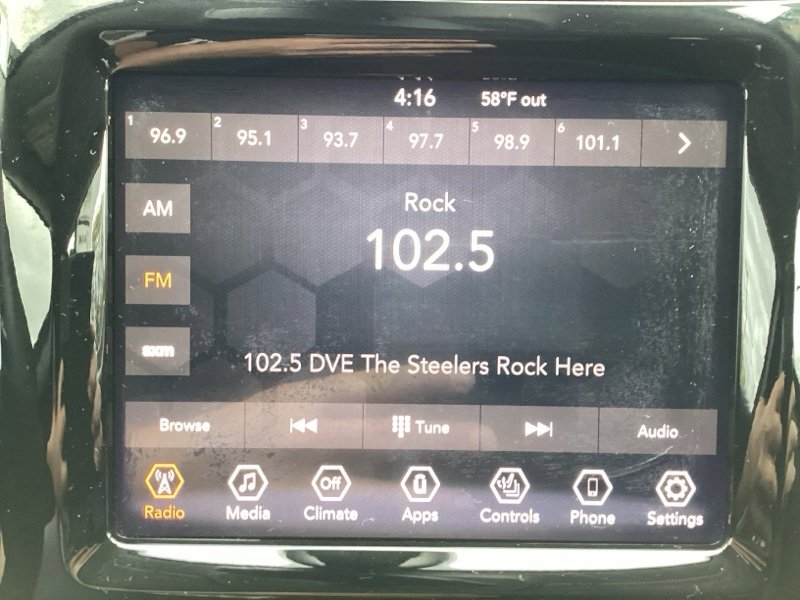 4:16 58°F out
1 96.9 2 95.1 3 93.7 4 97.7 5 98.9 6 101.1
AM
Rock
102.5
FM
sxm
102.5 DVE The Steelers Rock Here
Browse Tune Audio
Off
Radio Media Climate Apps Controls Phone Settings